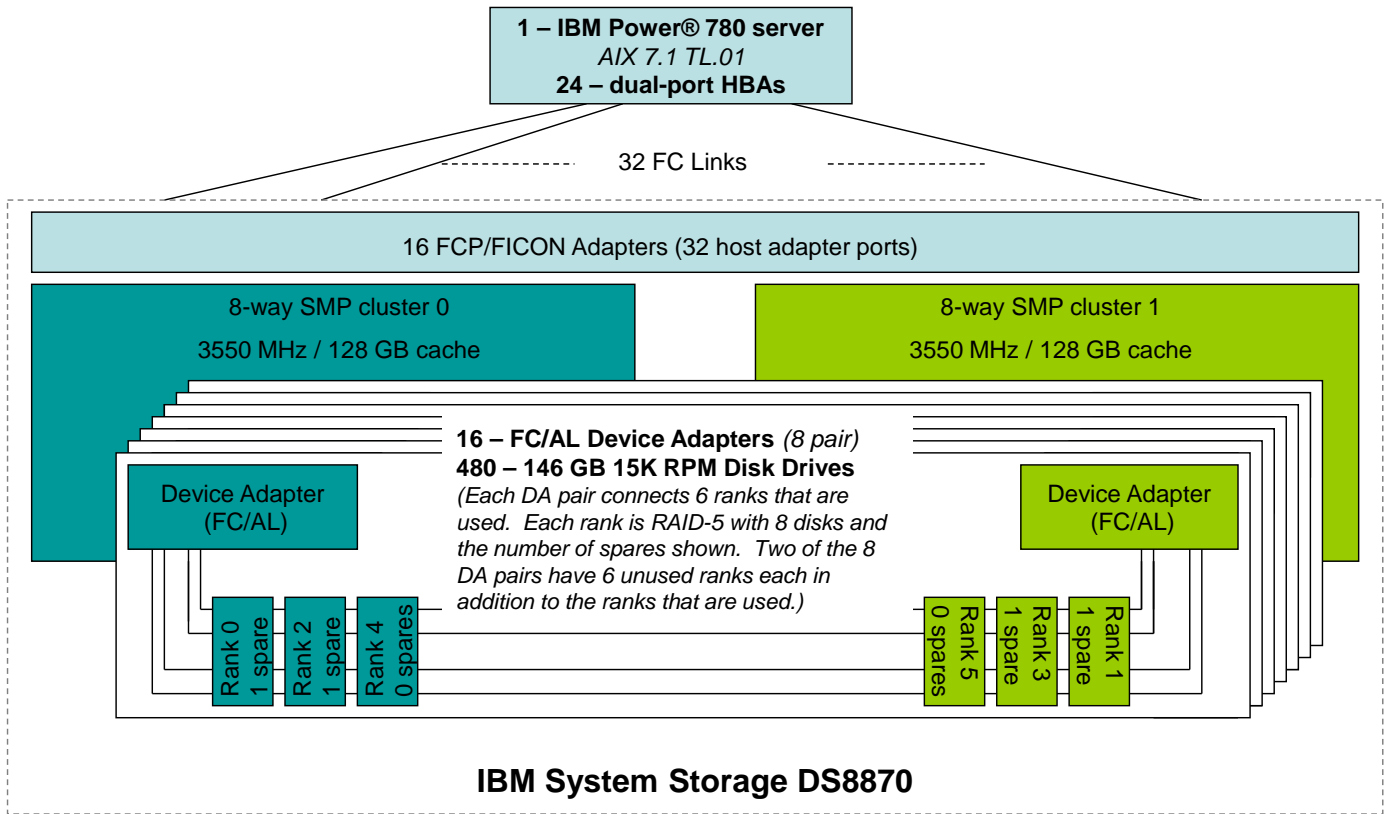 1 – IBM Power® 780 server
AIX 7.1 TL.01
24 – dual-port HBAs
32 FC Links
16 FCP/FICON Adapters (32 host adapter ports)
8-way SMP cluster 0
3550 MHz / 128 GB cache
8-way SMP cluster 1
3550 MHz / 128 GB cache
16 – FC/AL Device Adapters (8 pair)
480 – 146 GB 15K RPM Disk Drives
(Each DA pair connects 6 ranks that are
used. Each rank is RAID-5 with 8 disks and
the number of spares shown. Two of the 8
DA pairs have 6 unused ranks each in
addition to the ranks that are used.)
Device Adapter
(FC/AL)
Device Adapter
(FC/AL)
Rank 0
1 spare
Rank 2
1 spare
Rank 4
0 spares
Rank 5
0 spares
Rank 3
1 spare
Rank 1
1 spare
IBM System Storage DS8870